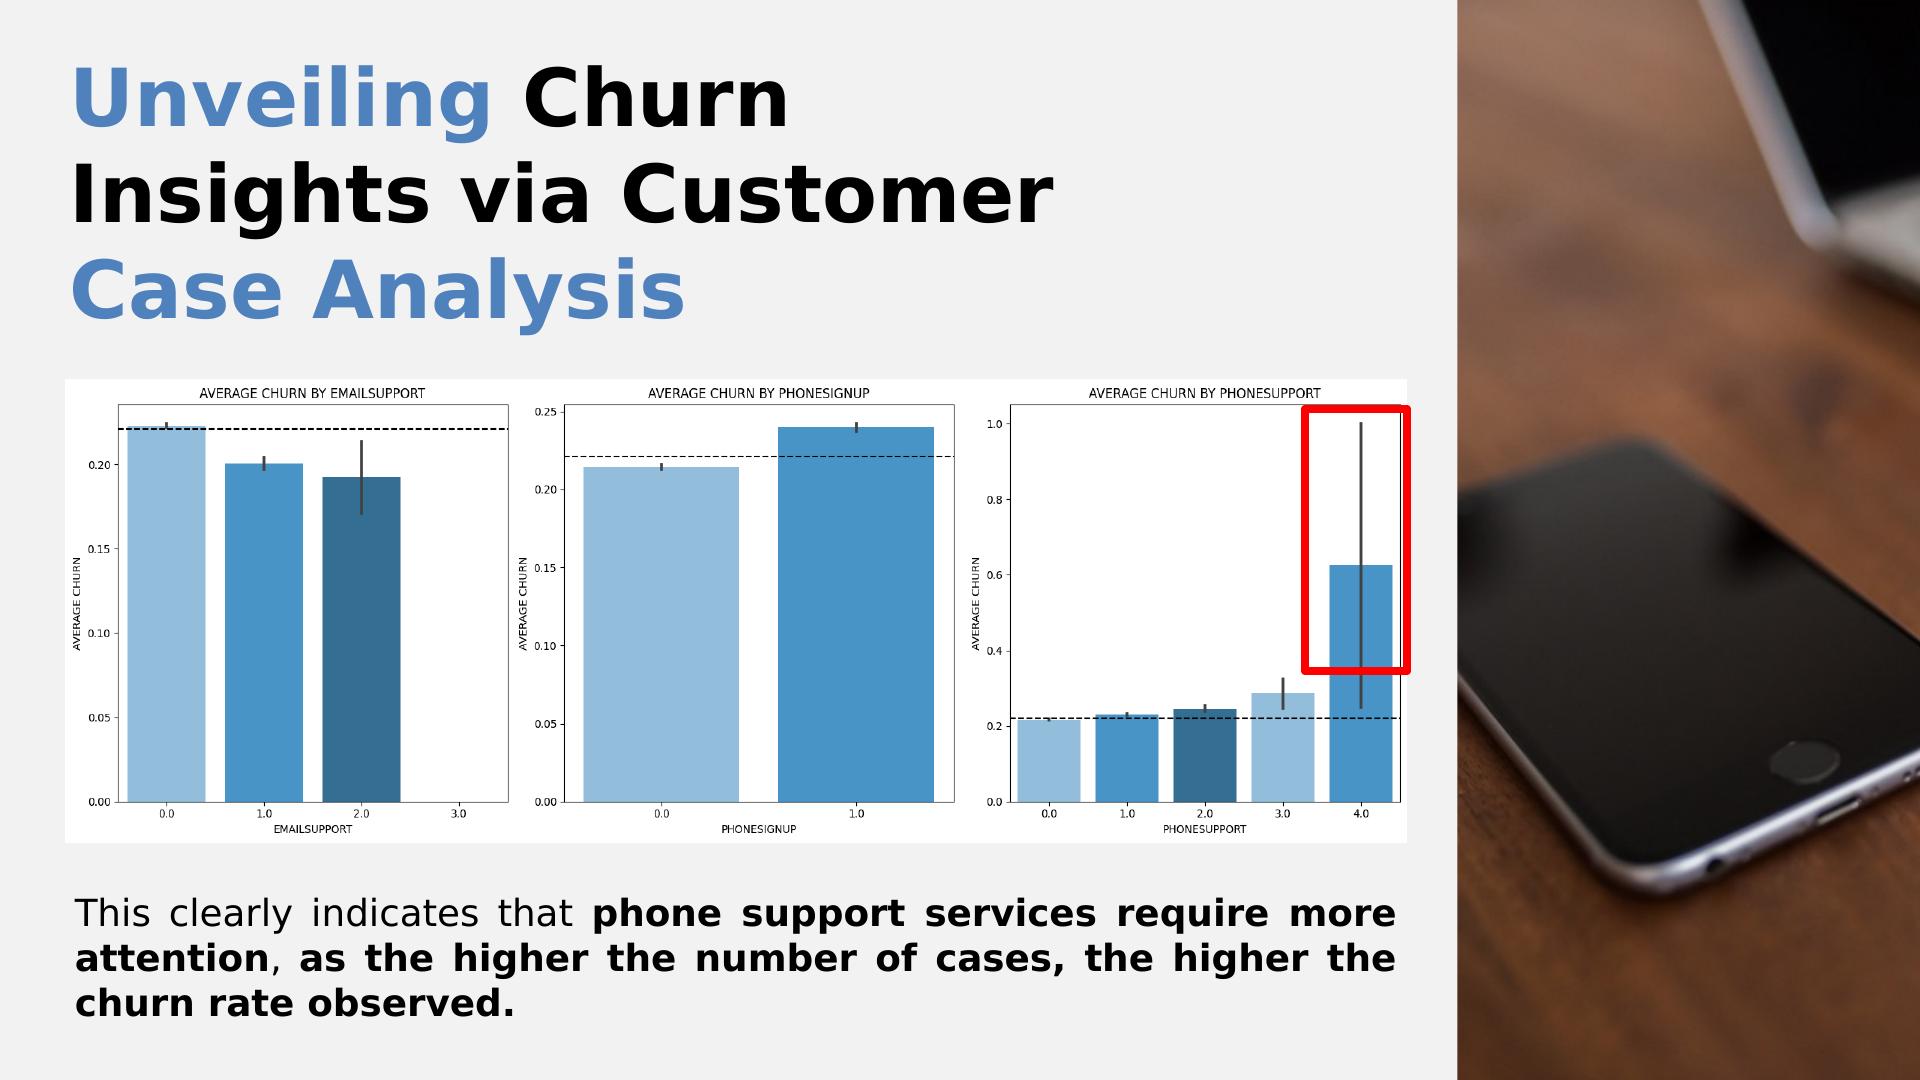 Unveiling Churn
Insights via Customer
Case Analysis
AVERAGE CHURN BY EMAILSUPPORT
AVERAGE CHURN
0.20
0.15
0.10
0.05
0.00
0.0 1.0 2.0 3.0
EMAILSUPPORT
AVERAGE CHURN BY PHONESIGNUP
AVERAGE CHURN
0.25
0.20
0.15
0.10
0.05
0.00
0.0 1.0
PHONESIGNUP
AVERAGE CHURN BY PHONESUPPORT
AVERAGE CHURN
1.0
0.8
0.6
0.4
0.2
0.0
0.0 1.0 2.0 3.0 4.0
PHONESUPPORT
This clearly indicates that phone support services require more
attention, as the higher the number of cases, the higher the
churn rate observed.